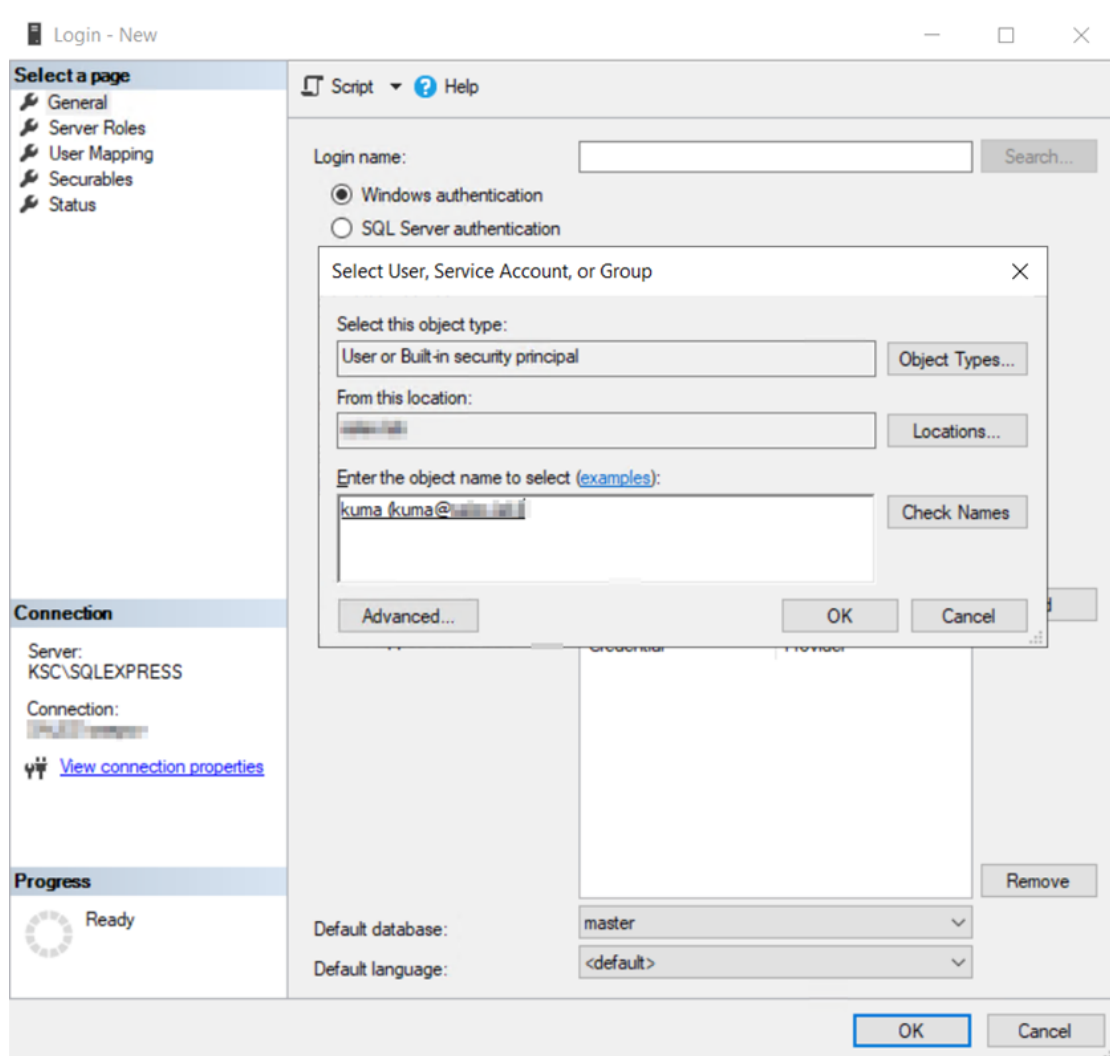 Login - New
Select a page
General
Server Roles
User Mapping
Securables
Status
Script
Help
Login name:
Search...
Windows authentication
SQL Server authentication
Select User, Service Account, or Group
Select this object type:
User or Built-in security principal
Object Types...
From this location:
Locations...
Enter the object name to select (examples):
kuma (kuma@
Check Names
Advanced...
OK
Cancel
Credential
Provider
Connection
Server:
KSC\SQLEXPRESS
Connection:
View connection properties
Progress
Ready
Remove
Default database:
master
Default language:
<default>
OK
Cancel